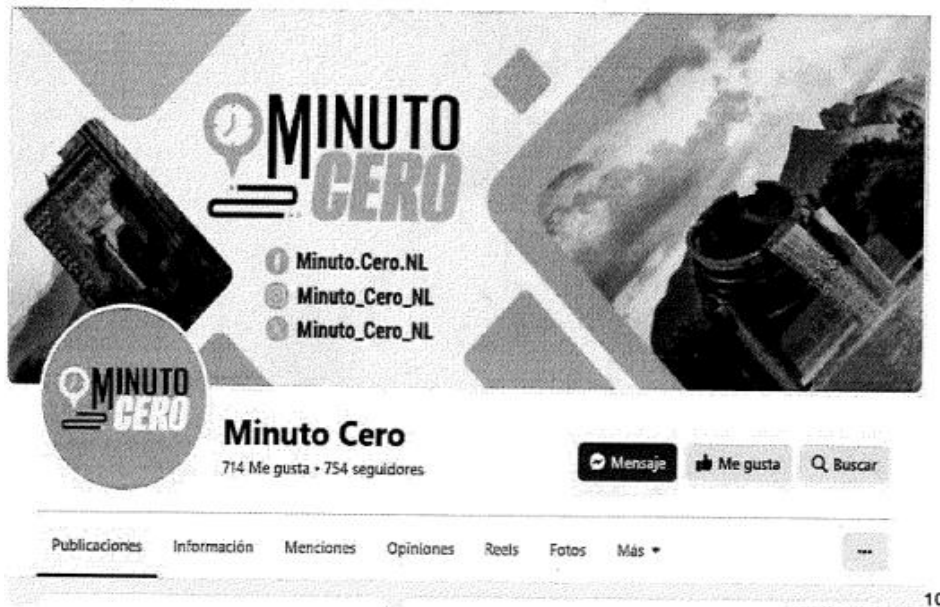 MINUTO
CERO
Minuto.Cero.NL
Minuto_Cero_NL
Minuto_Cero_NL
MINUTO
CERO
Minuto Cero
714 Me gusta • 754 seguidores
Mensaje
Me gusta
Buscar
Publicaciones Información Menciones Opiniones Reels Fotos Más
10